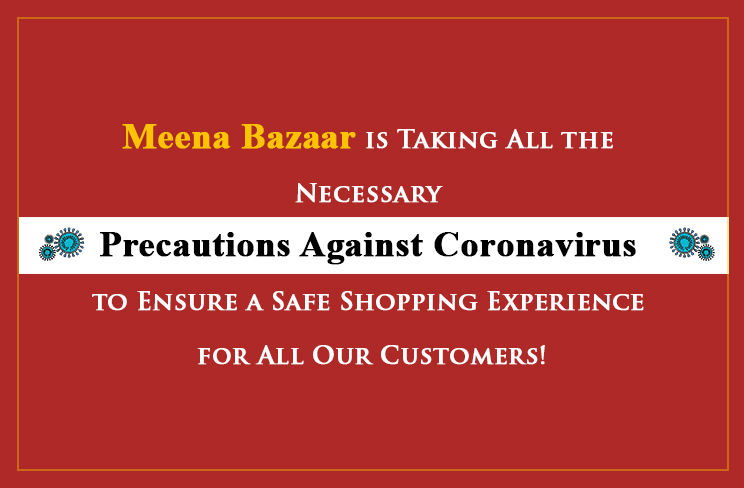 Meena Bazaar is Taking All the
Necessary
Precautions Against Coronavirus
to Ensure a Safe Shopping Experience
for All Our Customers!